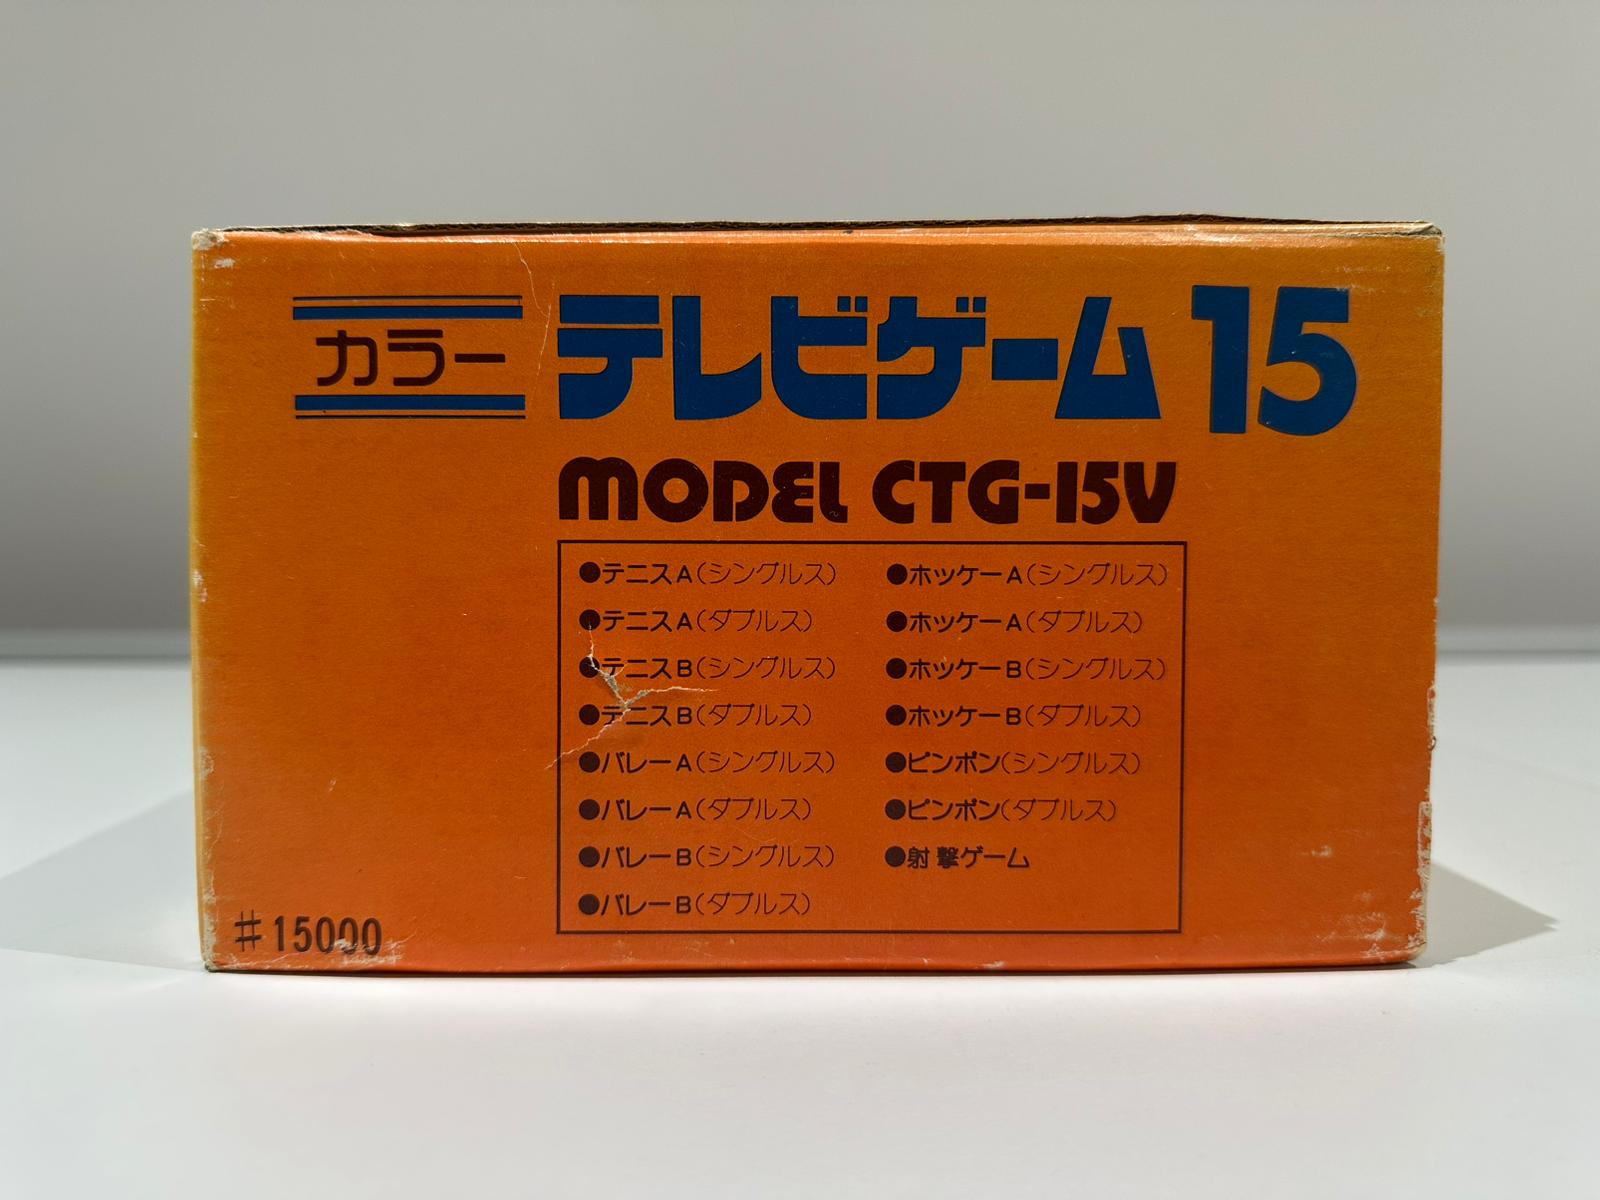 カラー テレビゲーム 15
MODEL CTG-15V
●テニスA(シングルス)
●テニスA(ダブルス)
●テニスB(シングルス)
●テニスB(ダブルス)
●バレーA(シングルス)
●バレーA(ダブルス)
●バレーB(シングルス)
●バレーB(ダブルス)
●ホッケーA(シングルス)
●ホッケーA(ダブルス)
●ホッケーB(シングルス)
●ホッケーB(ダブルス)
●ピンポン(シングルス)
●ピンポン(ダブルス)
●射撃ゲーム
#15000